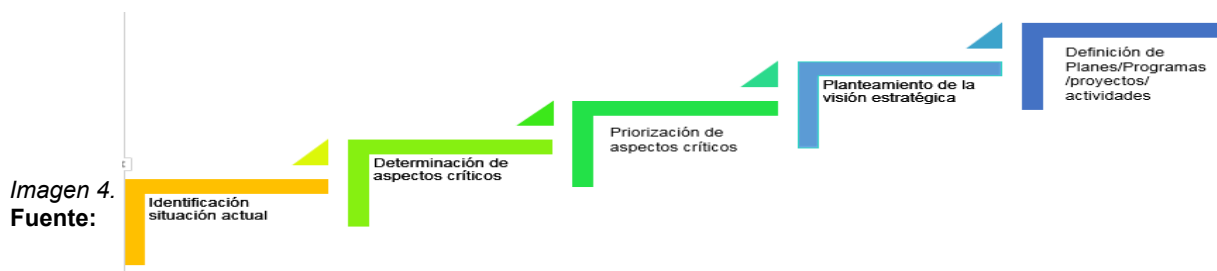 Imagen 4.
Fuente:
Identificación
situación actual
Determinación de
aspectos críticos
Priorización de
aspectos críticos
Planteamiento de la
visión estratégica
Definición de
Planes/Programas
/proyectos/
actividades